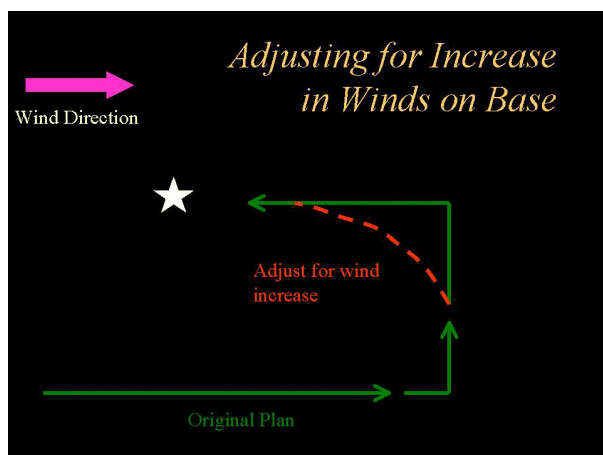 Adjusting for Increase
in Winds on Base
Wind Direction
Adjust for wind
increase
Original Plan